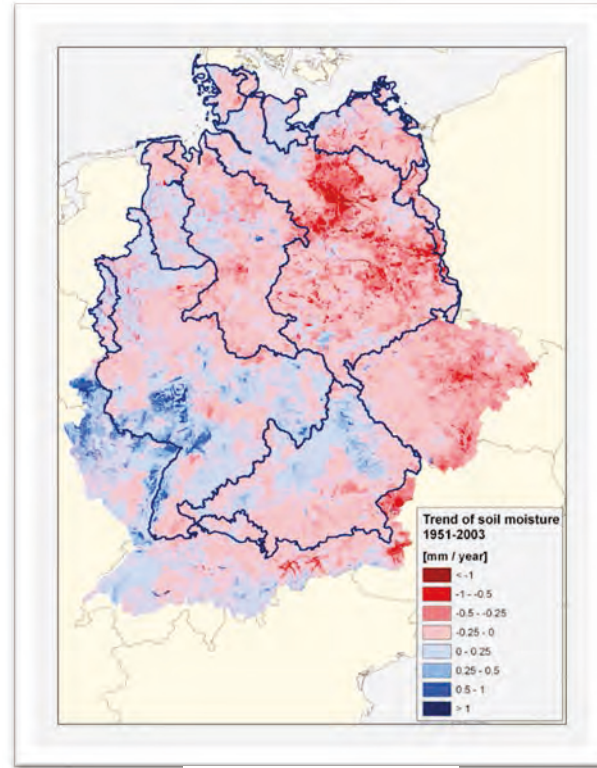 Trend of soil moisture
1951-2003
[mm / year]
< -1
-1 - -0.5
-0.5 - -0.25
-0.25 - 0
0 - 0.25
0.25 - 0.5
0.5 - 1
> 1